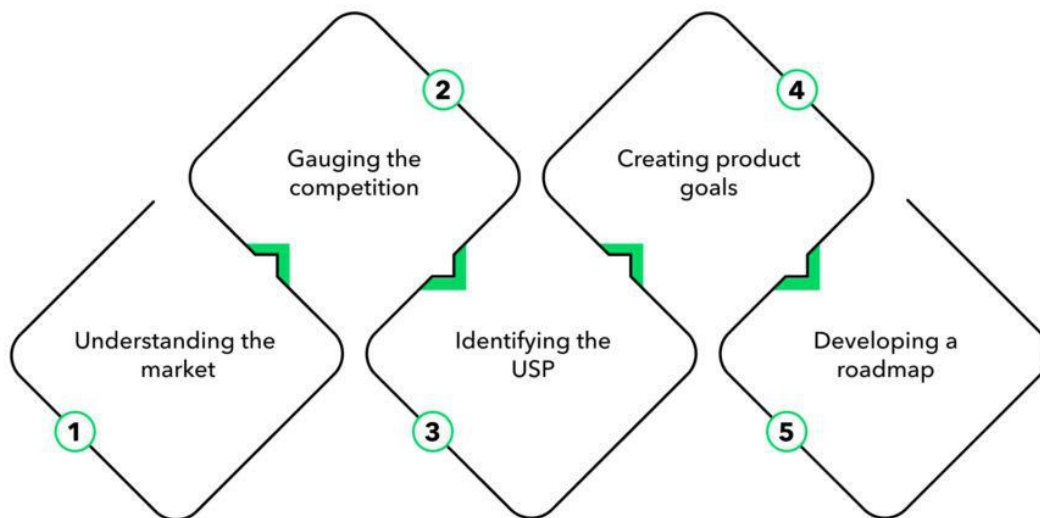 1
Understanding the
market
2
Gauging the
competition
3
Identifying the
USP
4
Creating product
goals
5
Developing a
roadmap